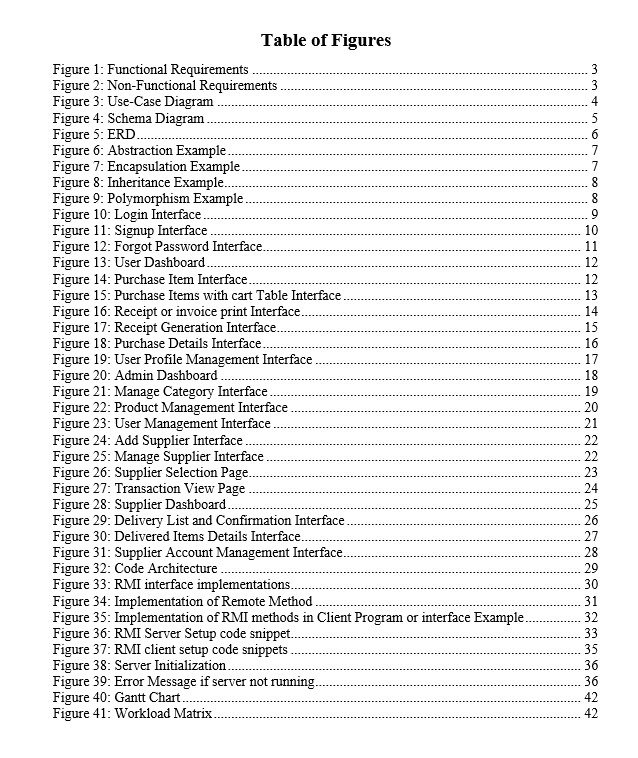 Table of Figures
Figure 1: Functional Requirements ........ 3
Figure 2: Non-Functional Requirements ........ 3
Figure 3: Use-Case Diagram ........ 4
Figure 4: Schema Diagram ........ 5
Figure 5: ERD ........ 6
Figure 6: Abstraction Example ........ 7
Figure 7: Encapsulation Example ........ 7
Figure 8: Inheritance Example ........ 8
Figure 9: Polymorphism Example ........ 8
Figure 10: Login Interface ........ 9
Figure 11: Signup Interface ........ 10
Figure 12: Forgot Password Interface ........ 11
Figure 13: User Dashboard ........ 12
Figure 14: Purchase Item Interface ........ 12
Figure 15: Purchase Items with cart Table Interface ........ 13
Figure 16: Receipt or invoice print Interface ........ 14
Figure 17: Receipt Generation Interface ........ 15
Figure 18: Purchase Details Interface ........ 16
Figure 19: User Profile Management Interface ........ 17
Figure 20: Admin Dashboard ........ 18
Figure 21: Manage Category Interface ........ 19
Figure 22: Product Management Interface ........ 20
Figure 23: User Management Interface ........ 21
Figure 24: Add Supplier Interface ........ 22
Figure 25: Manage Supplier Interface ........ 22
Figure 26: Supplier Selection Page ........ 23
Figure 27: Transaction View Page ........ 24
Figure 28: Supplier Dashboard ........ 25
Figure 29: Delivery List and Confirmation Interface ........ 26
Figure 30: Delivered Items Details Interface ........ 27
Figure 31: Supplier Account Management Interface ........ 28
Figure 32: Code Architecture ........ 29
Figure 33: RMI interface implementations ........ 30
Figure 34: Implementation of Remote Method ........ 31
Figure 35: Implementation of RMI methods in Client Program or interface Example ........ 32
Figure 36: RMI Server Setup code snippet ........ 33
Figure 37: RMI client setup code snippets ........ 35
Figure 38: Server Initialization ........ 36
Figure 39: Error Message if server not running ........ 36
Figure 40: Gantt Chart ........ 42
Figure 41: Workload Matrix ........ 42